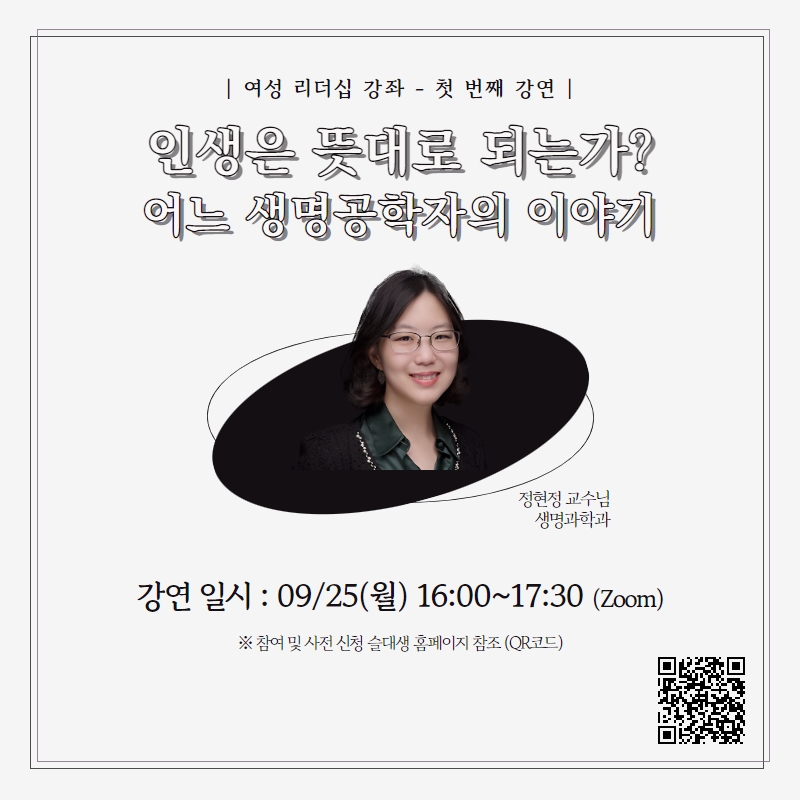 | 여성 리더십 강좌 - 첫 번째 강연 |
인생은 뜻대로 되는가?
어느 생명공학자의 이야기
정현정 교수님
생명과학과
강연 일시 : 09/25(월) 16:00~17:30 (Zoom)
※ 참여 및 사전 신청 슬대생 홈페이지 참조 (QR코드)